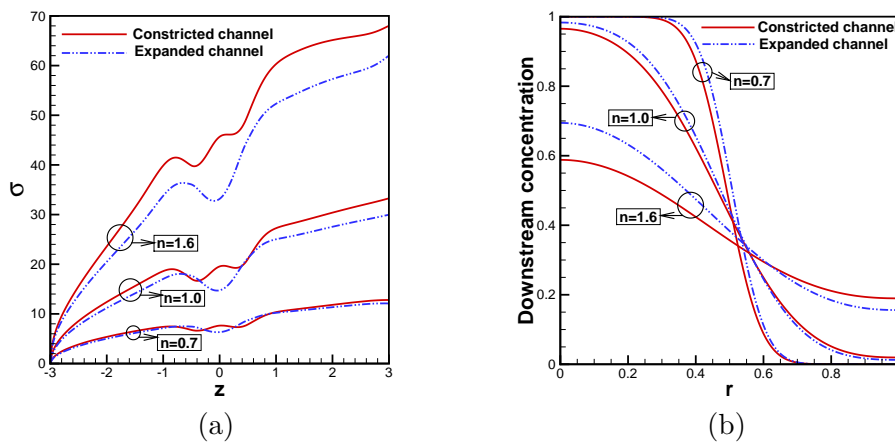 70
60
50
40
30
20
10
0
σ
-3 -2 -1 0 1 2 3
z
Constricted channel
Expanded channel
n=1.6
n=1.0
n=0.7
(a)
1
0.8
0.6
0.4
0.2
0
Downstream concentration
0 0.2 0.4 0.6 0.8
r
Constricted channel
Expanded channel
n=0.7
n=1.0
n=1.6
(b)